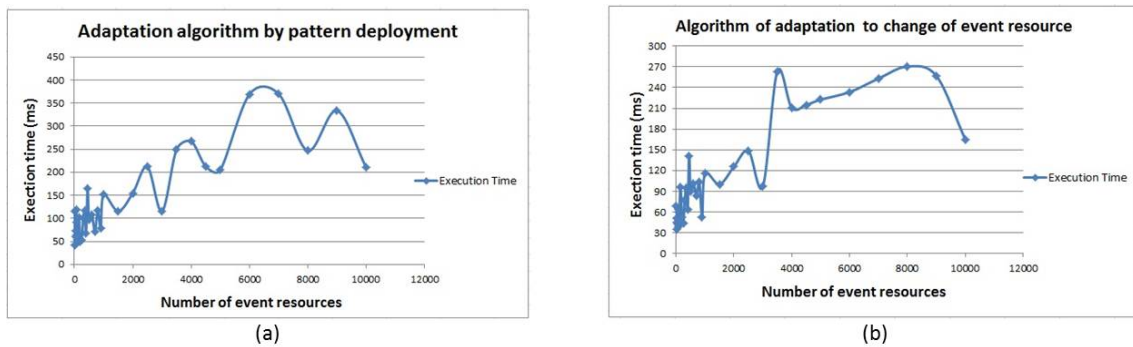 Adaptation algorithm by pattern deployment
Exection time (ms)
450
400
350
300
250
200
150
100
50
0
0 2000 4000 6000 8000 10000 12000
Number of event resources
Execution Time
(a)
Algorithm of adaptation to change of event resource
Exection time (ms)
300
270
240
210
180
150
120
90
60
30
0
0 2000 4000 6000 8000 10000 12000
Number of event resources
Execution Time
(b)